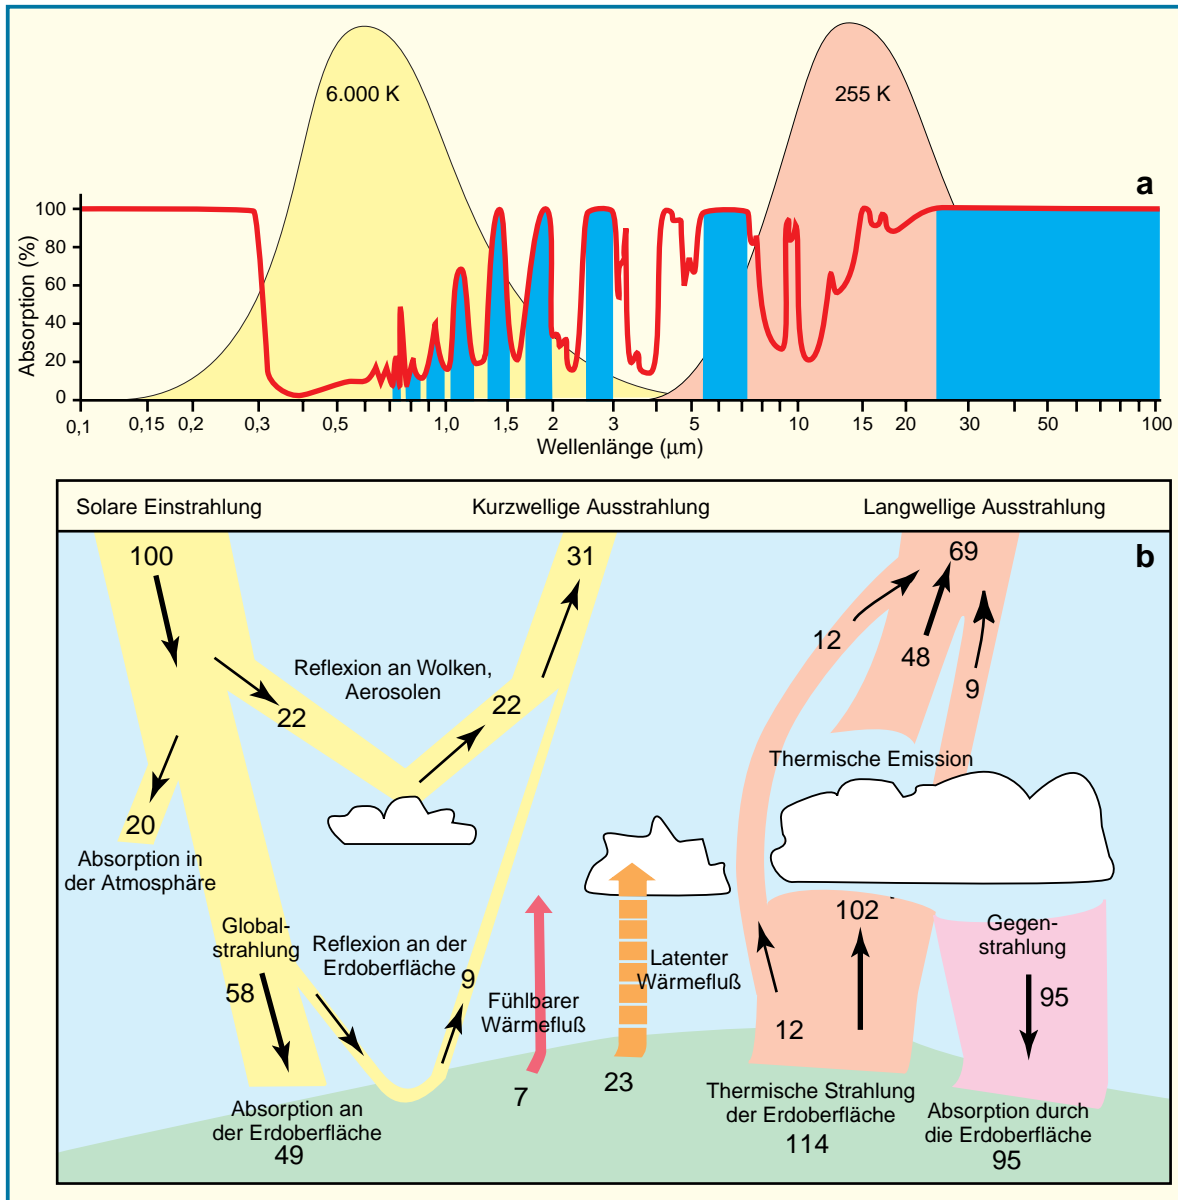 6.000 K
255 K
a
Absorption (%)
100
80
60
40
20
0
0,1
0,15
0,2
0,3
0,5
1,0
1,5
2
3
5
10
15
20
30
50
100
Wellenlänge (μm)
Solare Einstrahlung
Kurzwellige Ausstrahlung
Langwellige Ausstrahlung
b
100
31
69
12
48
9
Reflexion an Wolken,
Aerosolen
22
22
Thermische Emission
20
Absorption in
der Atmosphäre
Global-
strahlung
58
Reflexion an der
Erdoberfläche
9
Fühlbarer
Wärmefluß
7
Latenter
Wärmefluß
23
102
12
Gegen-
strahlung
95
Absorption an
der Erdoberfläche
49
Thermische Strahlung
der Erdoberfläche
114
Absorption durch
die Erdoberfläche
95